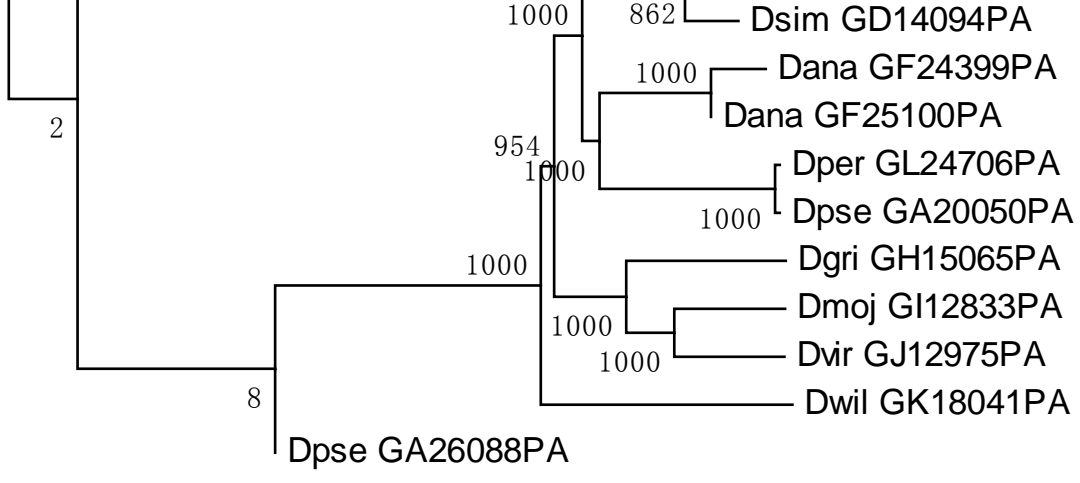 1000
862
Dsim GD14094PA
1000
Dana GF24399PA
2
Dana GF25100PA
954
1000
Dper GL24706PA
1000
Dpse GA20050PA
1000
Dgri GH15065PA
1000
Dmoj GI12833PA
1000
Dvir GJ12975PA
8
Dwil GK18041PA
Dpse GA26088PA